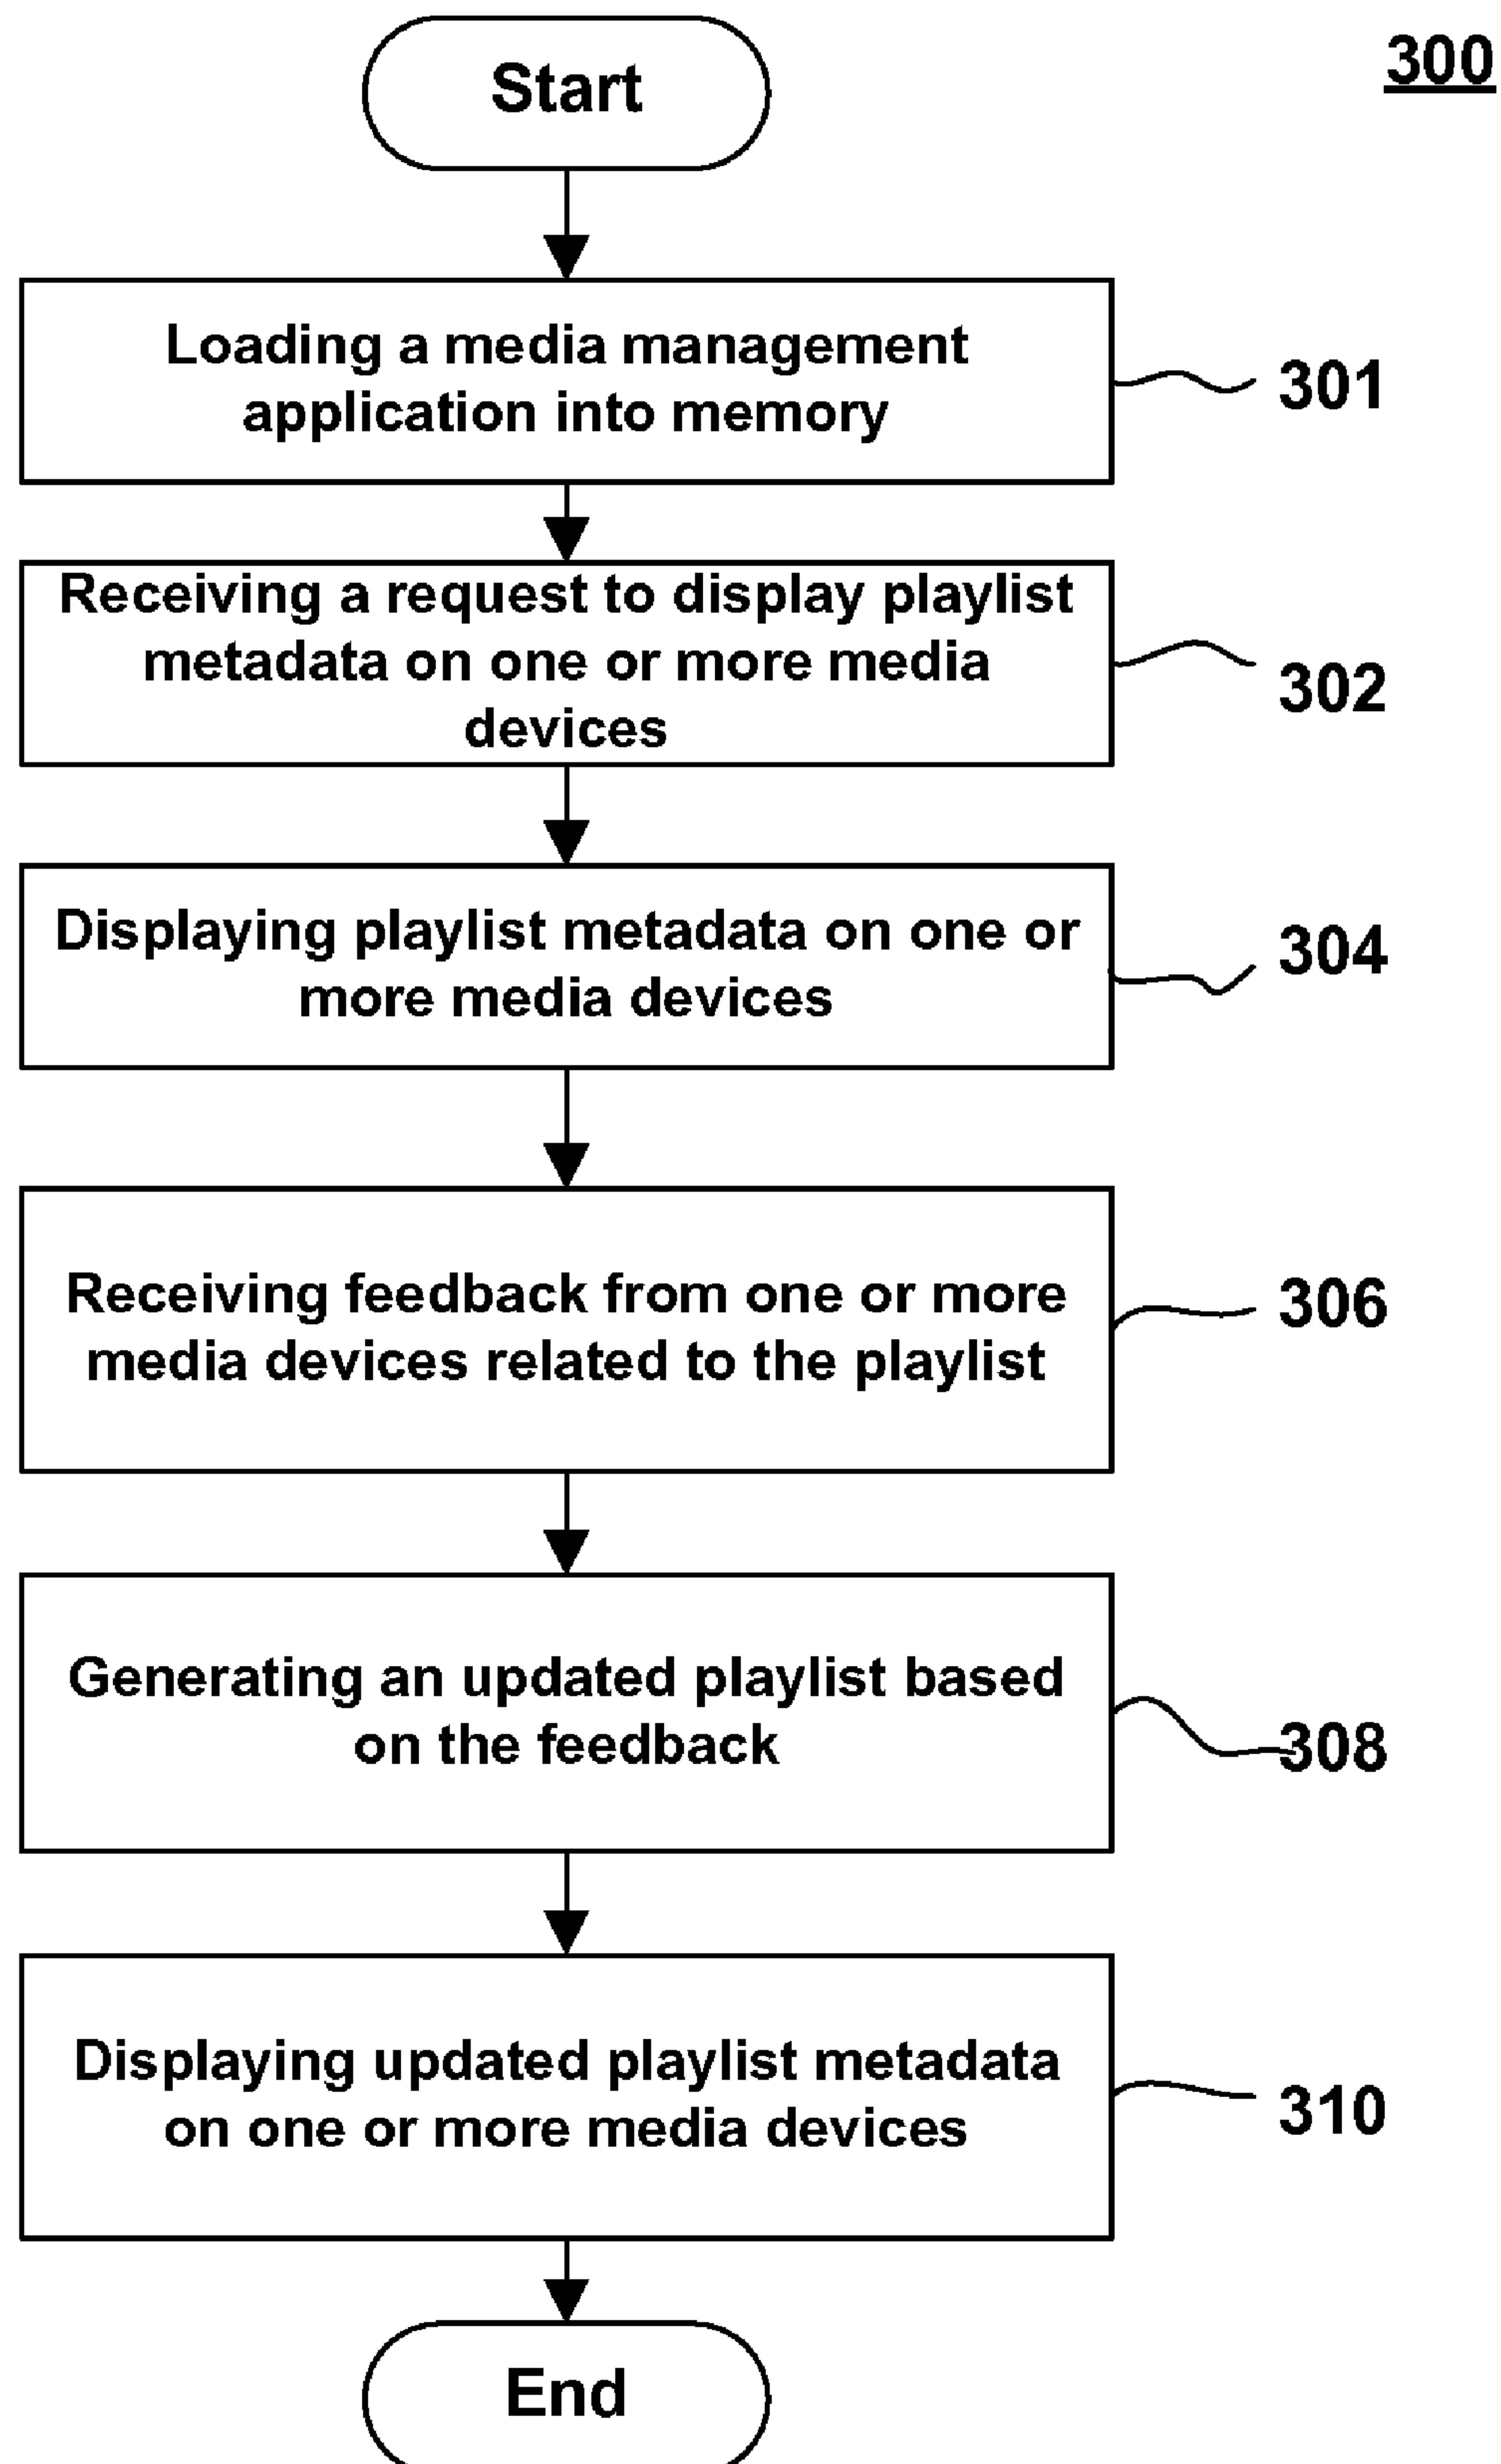 300
Start
Loading a media management
application into memory
301
Receiving a request to display playlist
metadata on one or more media
devices
302
Displaying playlist metadata on one or
more media devices
304
Receiving feedback from one or more
media devices related to the playlist
306
Generating an updated playlist based
on the feedback
308
Displaying updated playlist metadata
on one or more media devices
310
End